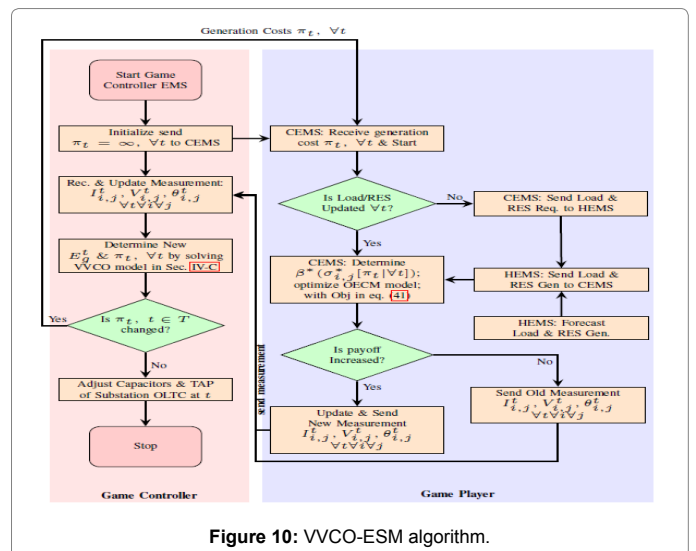 Generation Costs π_t, ∀t
Start Game
Controller EMS
Initialize send
π_t = ∞, ∀t to CEMS
Rec. & Update Measurement:
I^t_{i,j}, V^t_{i,j}, θ^t_{i,j}
∀t∀i∀j
Determine New
E^t_g & π_t, ∀t by solving
VVCO model in Sec. IV-C
Is π_t, t ∈ T
changed?
Yes
No
Adjust Capacitors & TAP
of Substation OLTC at t
Stop
Game Controller
send measurement
CEMS: Receive generation
cost π_t, ∀t & Start
Is Load/RES
Updated ∀t?
No
Yes
CEMS: Send Load &
RES Req. to HEMS
CEMS: Determine
β*(σ*_{i,j}[π_t|∀t);
optimize OECM model;
with Obj in eq. (41)
HEMS: Send Load &
RES Gen to CEMS
HEMS: Forecast
Load & RES Gen.
Is payoff
Increased?
No
Yes
Update & Send
New Measurement
I^t_{i,j}, V^t_{i,j}, θ^t_{i,j}
∀t∀i∀j
Send Old Measurement
I^t_{i,j}, V^t_{i,j}, θ^t_{i,j}
∀t∀i∀j
Game Player
Figure 10: VVCO-ESM algorithm.